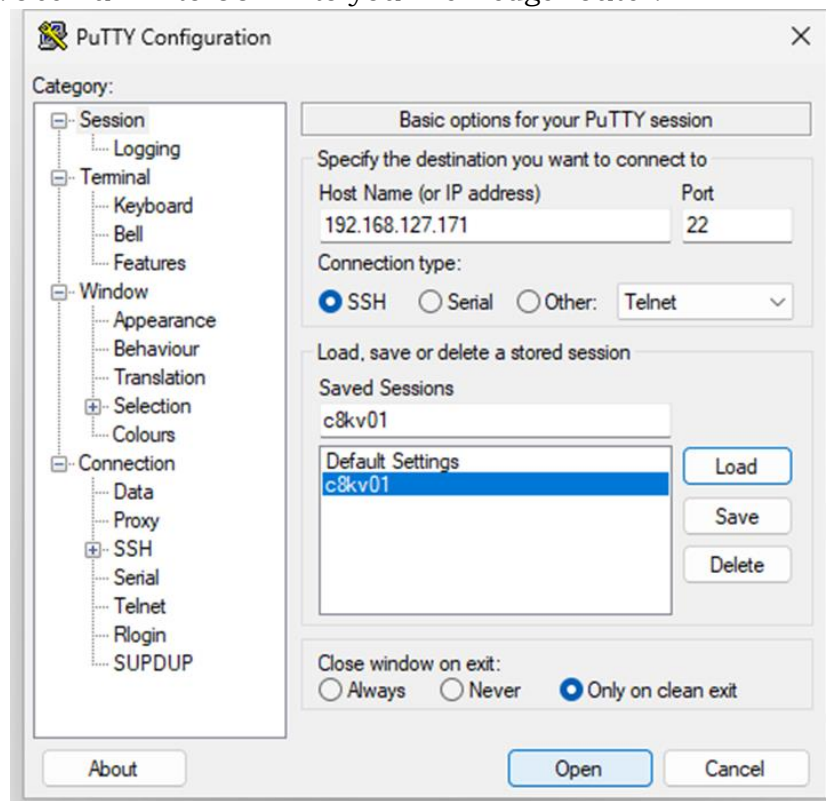 PuTTY Configuration
Category:
Session
Logging
Terminal
Keyboard
Bell
Features
Window
Appearance
Behaviour
Translation
Selection
Colours
Connection
Data
Proxy
SSH
Serial
Telnet
Rlogin
SUPDUP
Basic options for your PuTTY session
Specify the destination you want to connect to
Host Name (or IP address) Port
192.168.127.171 22
Connection type:
SSH Serial Other: Telnet
Load, save or delete a stored session
Saved Sessions
c8kv01
Default Settings
c8kv01
Load
Save
Delete
Close window on exit:
Always Never Only on clean exit
About Open Cancel